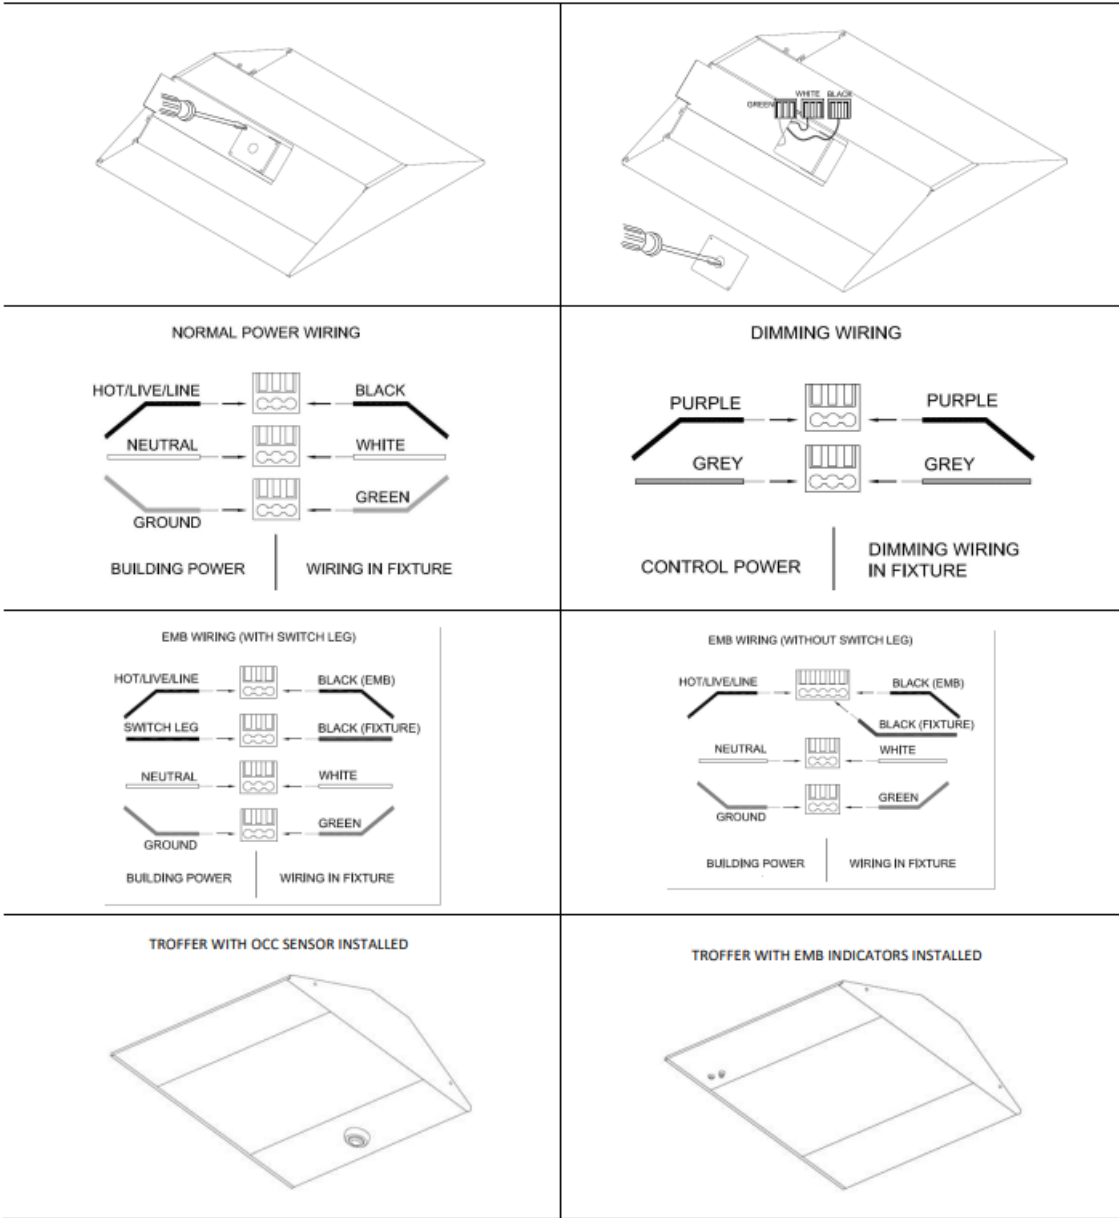 GREEN
WHITE
BLACK
NORMAL POWER WIRING
HOT/LIVE/LINE
BLACK
NEUTRAL
WHITE
GREEN
GROUND
BUILDING POWER
WIRING IN FIXTURE
DIMMING WIRING
PURPLE
PURPLE
GREY
GREY
CONTROL POWER
DIMMING WIRING
IN FIXTURE
EMB WIRING (WITH SWITCH LEG)
HOT/LIVE/LINE
BLACK (EMB)
SWITCH LEG
BLACK (FIXTURE)
NEUTRAL
WHITE
GREEN
GROUND
BUILDING POWER
WIRING IN FIXTURE
EMB WIRING (WITHOUT SWITCH LEG)
HOT/LIVE/LINE
BLACK (EMB)
BLACK (FIXTURE)
NEUTRAL
WHITE
GREEN
GROUND
BUILDING POWER
WIRING IN FIXTURE
TROFFER WITH OCC SENSOR INSTALLED
TROFFER WITH EMB INDICATORS INSTALLED